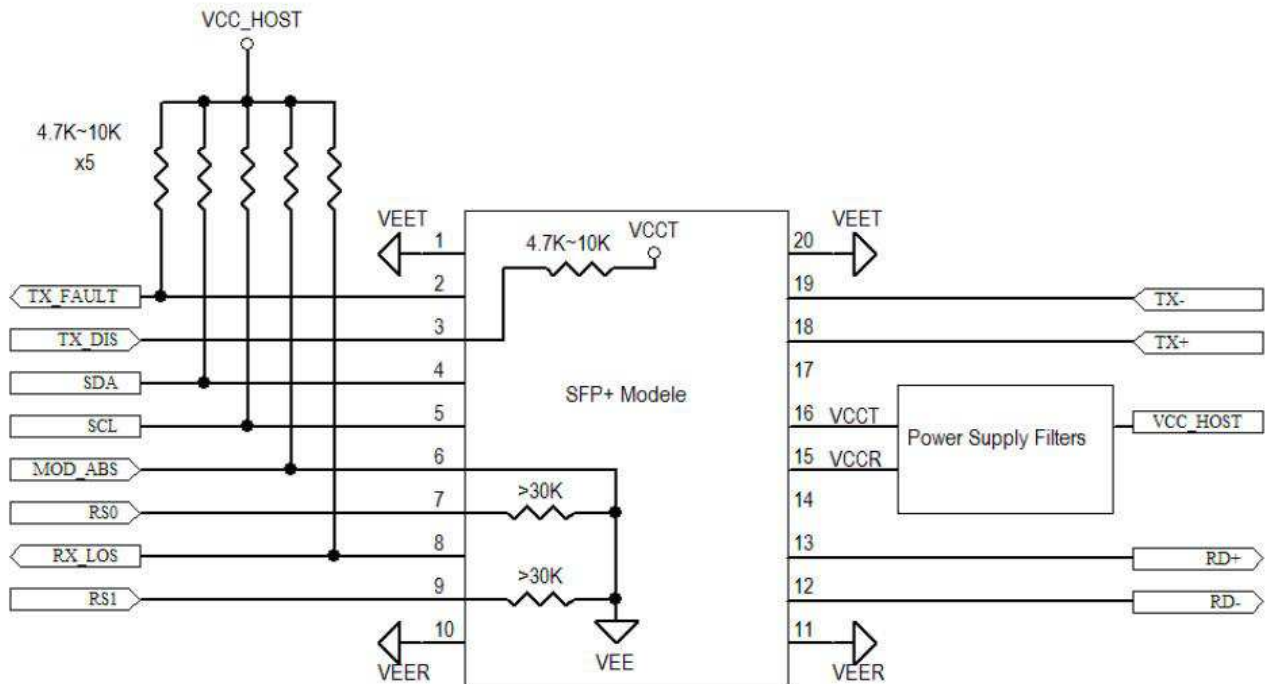 VCC_HOST
4.7K~10K
x5
VEET
1
4.7K~10K
VCCT
20
VEET
TX_FAULT
2
19
TX-
TX_DIS
3
18
TX+
SDA
4
17
SFP+ Modele
SCL
5
16
VCCT
Power Supply Filters
VCC_HOST
MOD_ABS
6
15
VCCR
RS0
7
>30K
14
RX_LOS
8
13
RD+
RS1
9
>30K
12
RD-
10
VEER
VEE
11
VEER